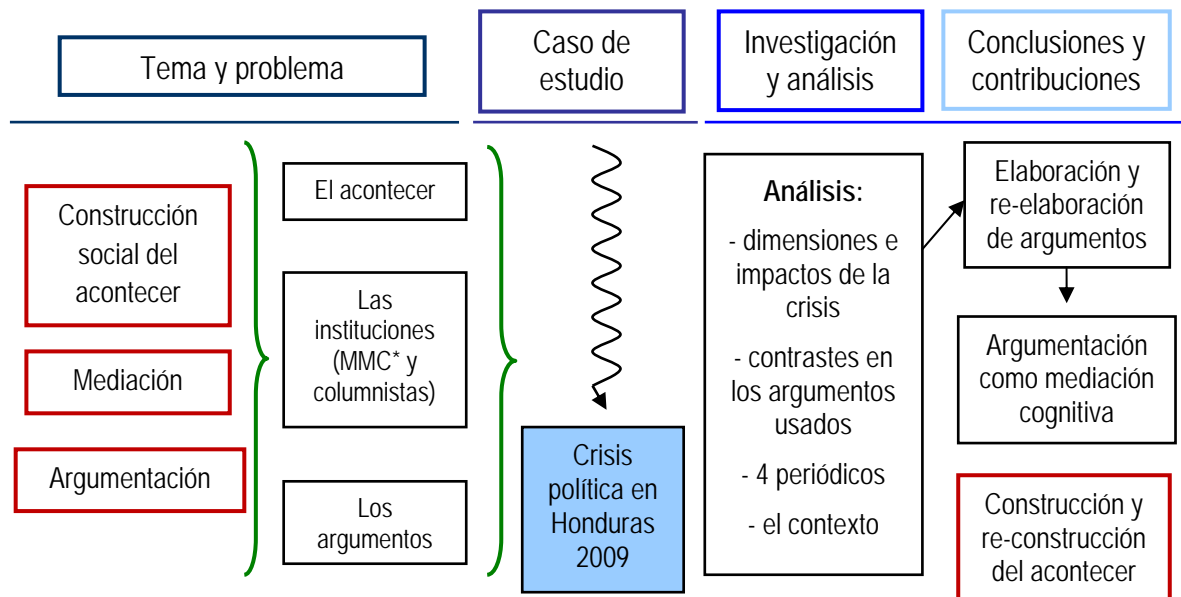 Tema y problema
Caso de
estudio
Investigación
y análisis
Conclusiones y
contribuciones
Construcción
social del
acontecer
Mediación
Argumentación
El acontecer
Las
instituciones
(MMC* y
columnistas)
Los
argumentos
Crisis
política en
Honduras
2009
Análisis:
- dimensiones e
impactos de la
crisis
- contrastes en
los argumentos
usados
- 4 periódicos
- el contexto
Elaboración y
re-elaboración
de argumentos
Argumentación
como mediación
cognitiva
Construcción y
re-construcción
del acontecer